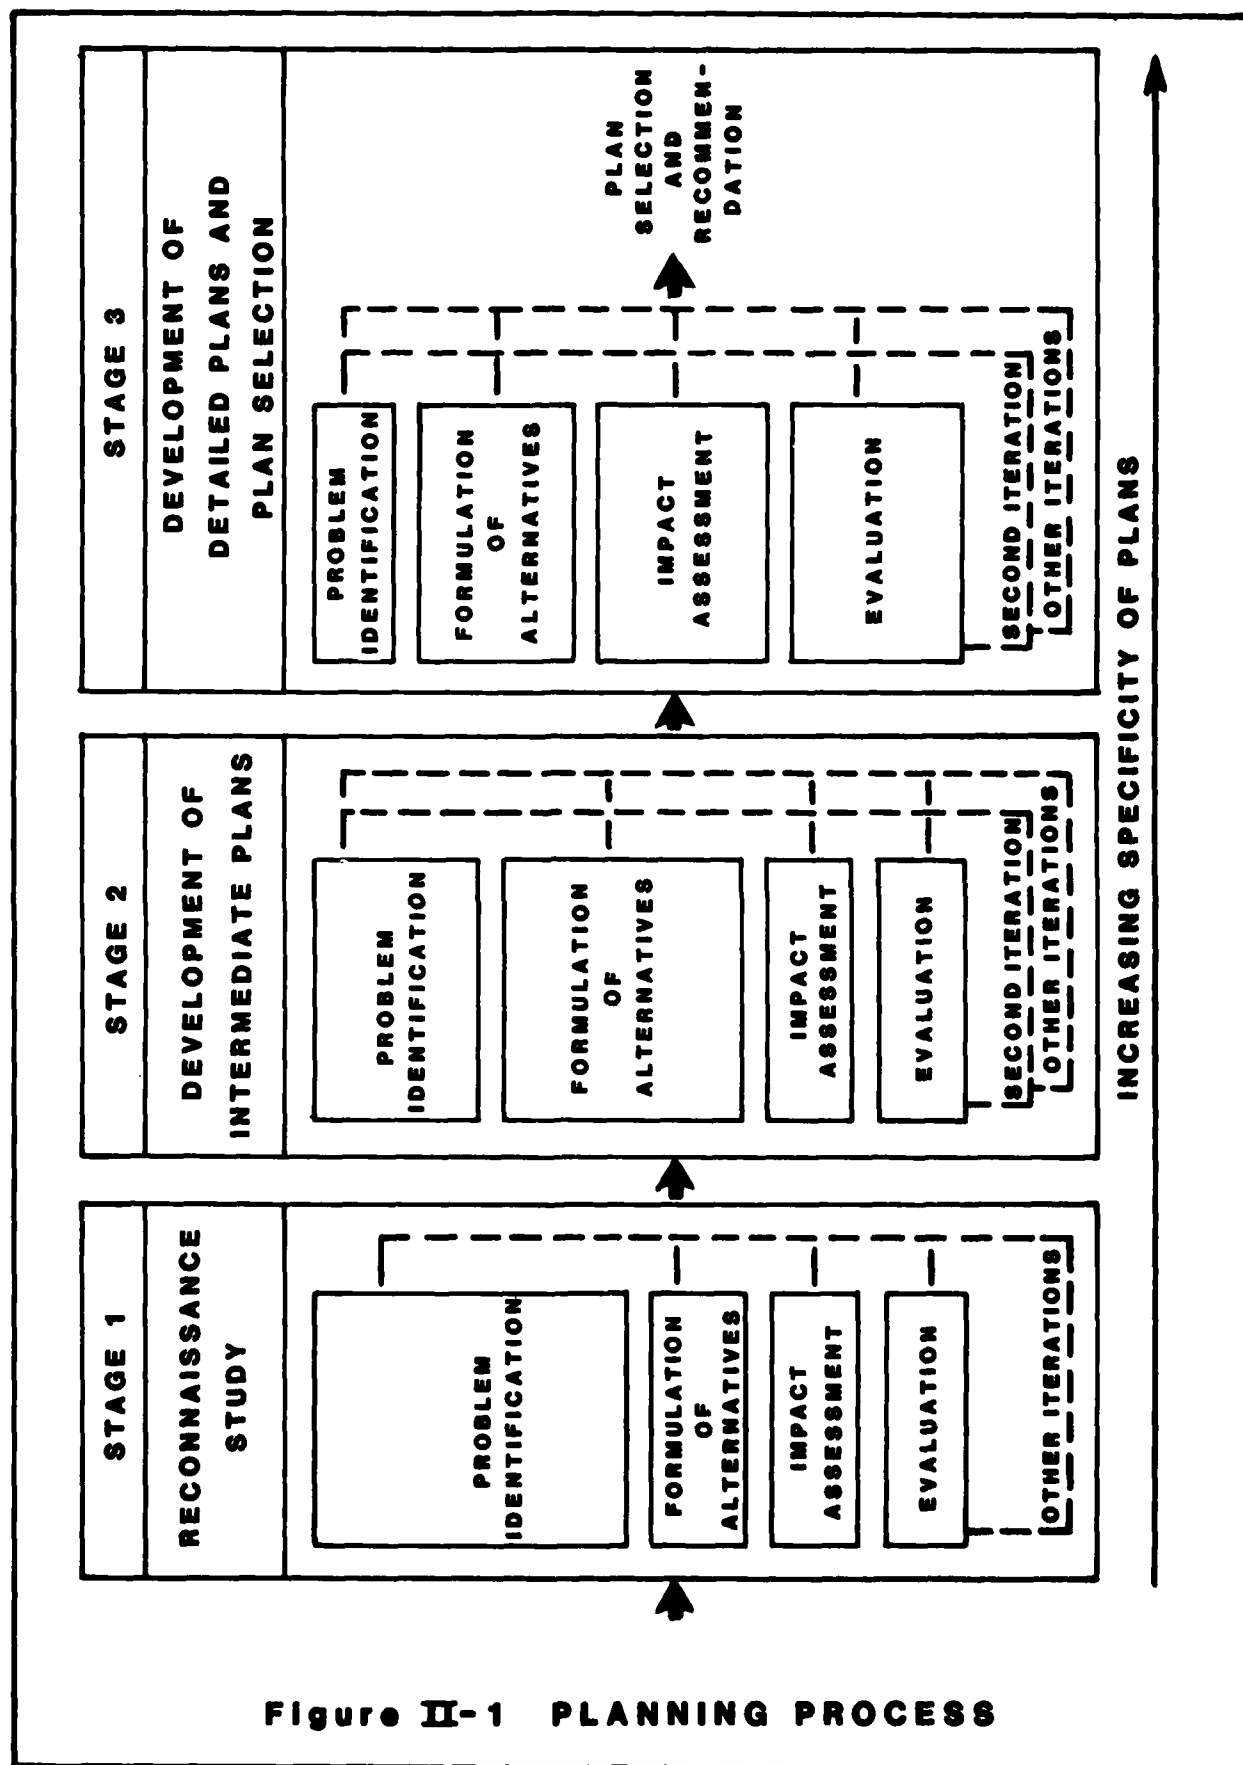 STAGE 1
RECONNAISSANCE
STUDY
PROBLEM
IDENTIFICATION
FORMULATION
OF
ALTERNATIVES
IMPACT
ASSESSMENT
EVALUATION
OTHER ITERATIONS
STAGE 2
DEVELOPMENT OF
INTERMEDIATE PLANS
PROBLEM
IDENTIFICATION
FORMULATION
OF
ALTERNATIVES
IMPACT
ASSESSMENT
EVALUATION
SECOND ITERATION
OTHER ITERATIONS
STAGE 3
DEVELOPMENT OF
DETAILED PLANS AND
PLAN SELECTION
PROBLEM
IDENTIFICATION
FORMULATION
OF
ALTERNATIVES
IMPACT
ASSESSMENT
EVALUATION
SECOND ITERATION
OTHER ITERATIONS
PLAN
SELECTION
AND
RECOMMEN-
DATION
INCREASING SPECIFICITY OF PLANS
Figure II-1 PLANNING PROCESS